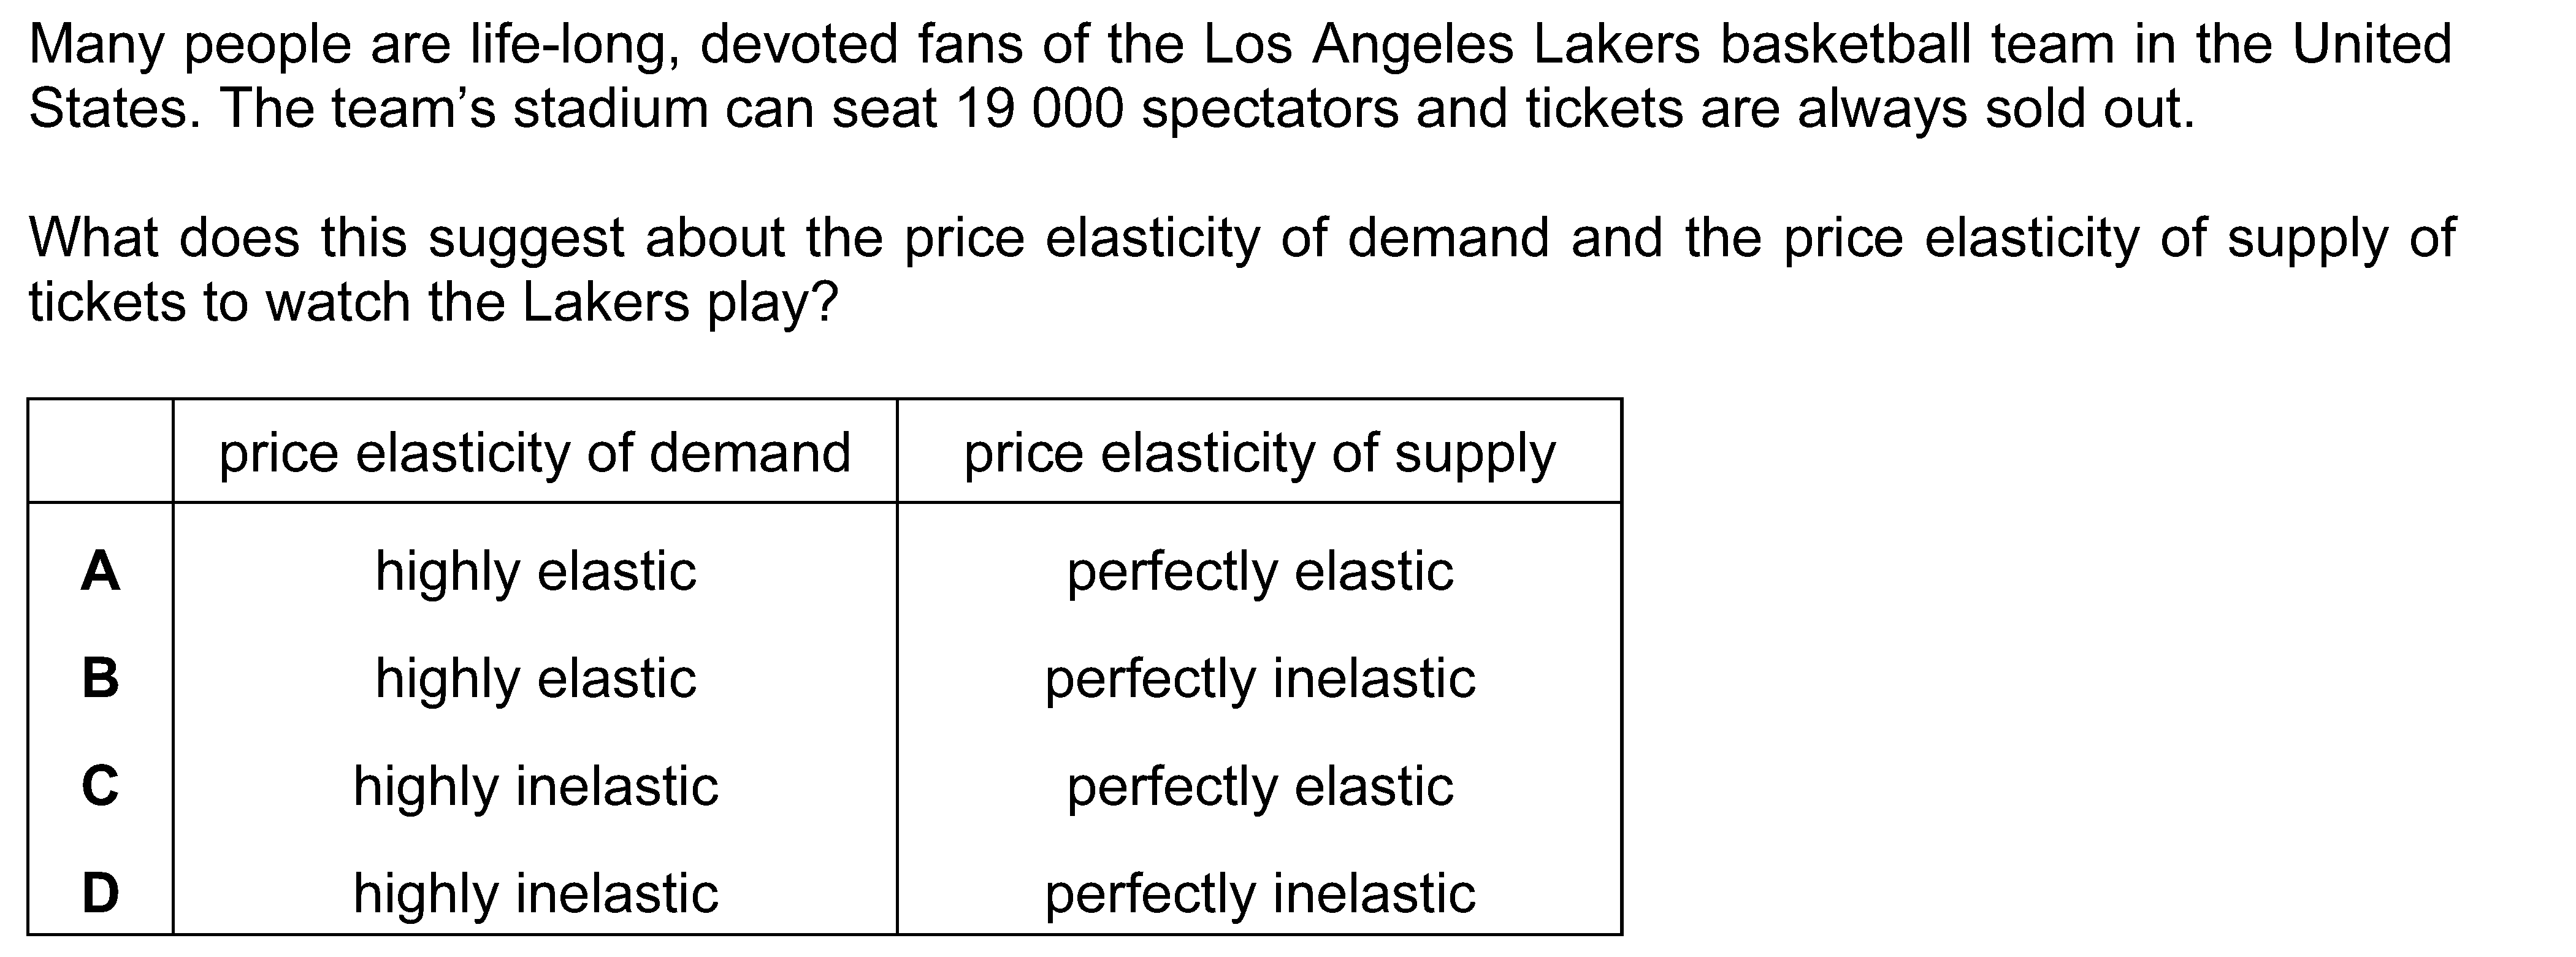 Many people are life-long, devoted fans of the Los Angeles Lakers basketball team in the United
States. The team’s stadium can seat 19 000 spectators and tickets are always sold out.
What does this suggest about the price elasticity of demand and the price elasticity of supply of
tickets to watch the Lakers play?
price elasticity of demand price elasticity of supply
A highly elastic perfectly elastic
B highly elastic perfectly inelastic
C highly inelastic perfectly elastic
D highly inelastic perfectly inelastic